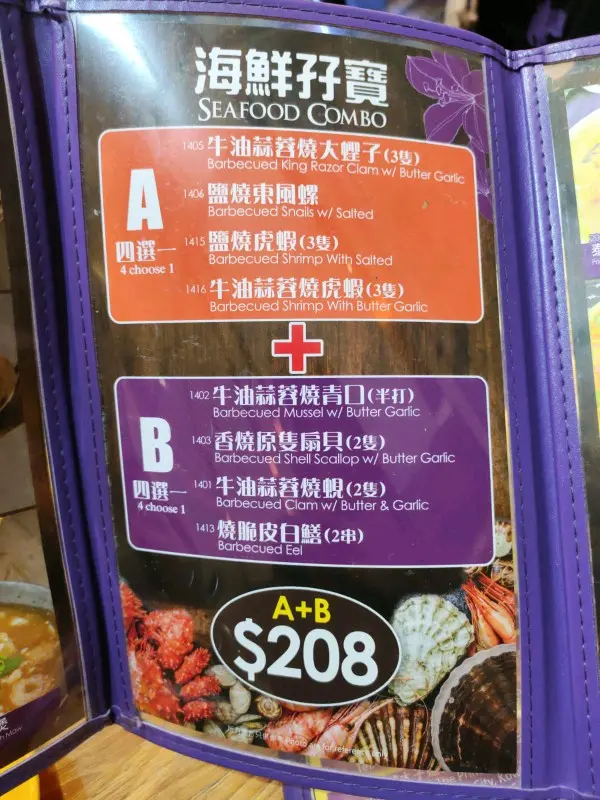 海鮮孖寶
SEAFOOD COMBO
A
四選一
4 choose 1
1405 牛油蒜蓉燒大蟶子(3隻)
Barbecued King Razor Clam w/ Butter Garlic
1406 鹽燒東風螺
Barbecued Snails w/ Salted
1415 鹽燒虎蝦(3隻)
Barbecued Shrimp With Salted
1416 牛油蒜蓉燒虎蝦(3隻)
Barbecued Shrimp With Butter Garlic
+
B
四選一
4 choose 1
1402 牛油蒜蓉燒青口(半打)
Barbecued Mussel w/ Butter Garlic
1403 香燒原隻扇貝(2隻)
Barbecued Shell Scallop w/ Butter Garlic
1401 牛油蒜蓉燒蜆(2隻)
Barbecued Clam w/ Butter & Garlic
1413 燒脆皮白鱔(2串)
Barbecued Eel
A+B
$208
are for reference only